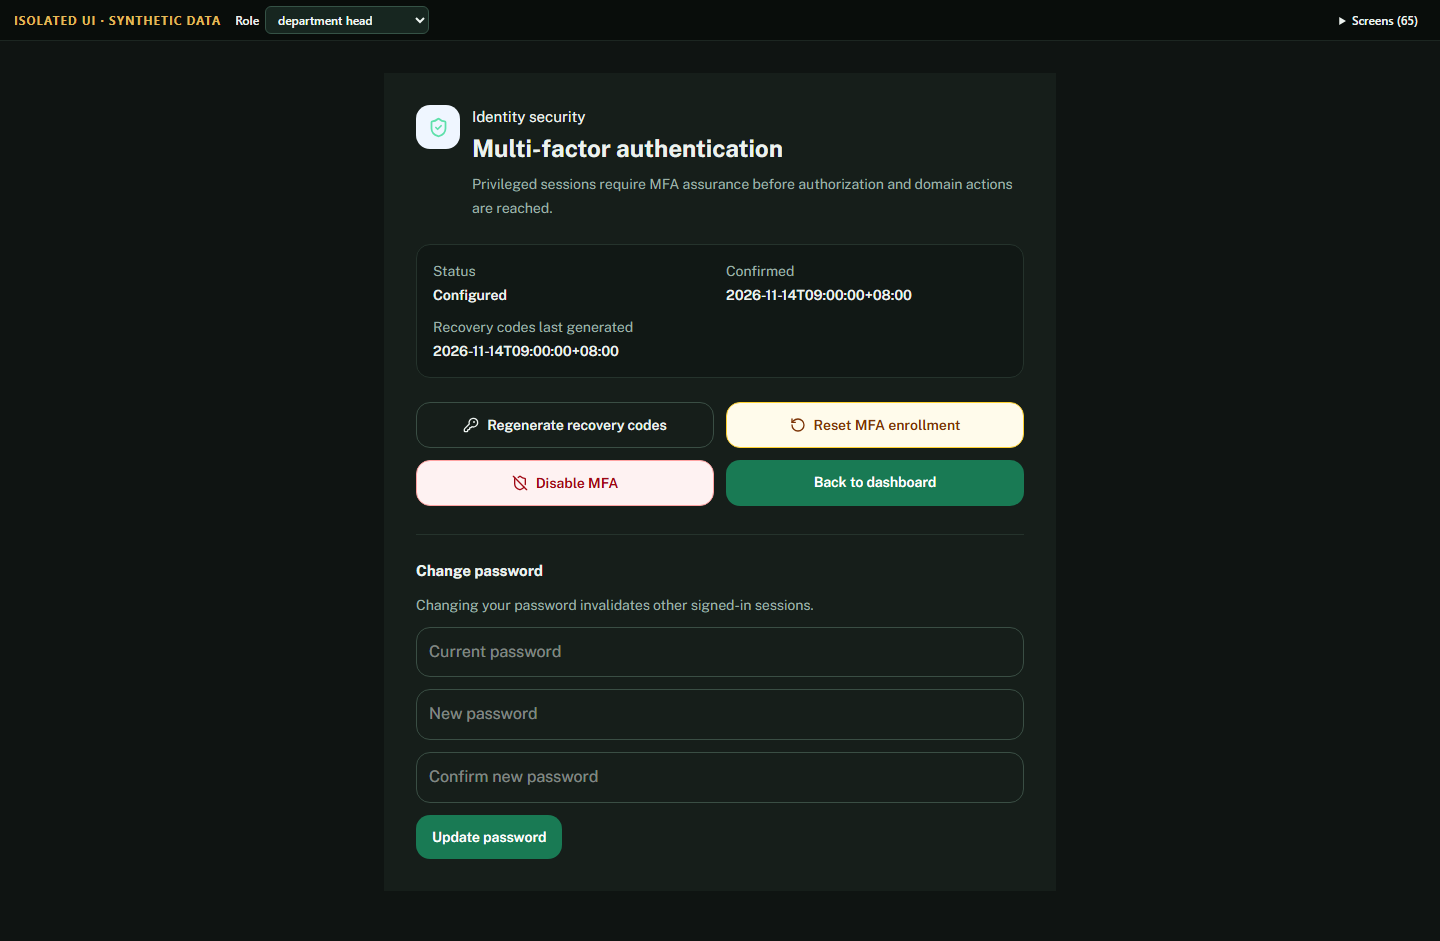 ISOLATED UI · SYNTHETIC DATA Role department head Screens (65)
Identity security
Multi-factor authentication
Privileged sessions require MFA assurance before authorization and domain actions
are reached.
Status Confirmed
Configured 2026-11-14T09:00:00+08:00
Recovery codes last generated
2026-11-14T09:00:00+08:00
Regenerate recovery codes Reset MFA enrollment
Disable MFA Back to dashboard
Change password
Changing your password invalidates other signed-in sessions.
Current password
New password
Confirm new password
Update password